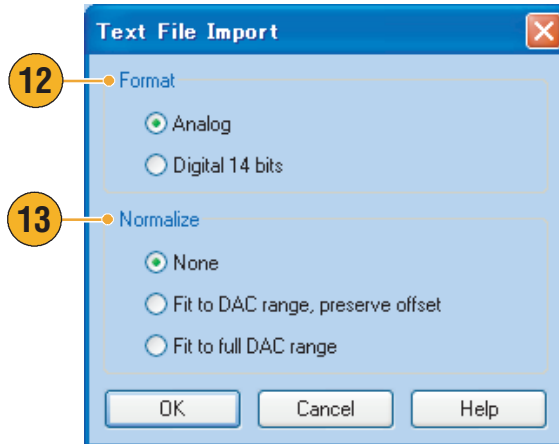 Text File Import
12
Format
Analog
Digital 14 bits
13
Normalize
None
Fit to DAC range, preserve offset
Fit to full DAC range
OK Cancel Help